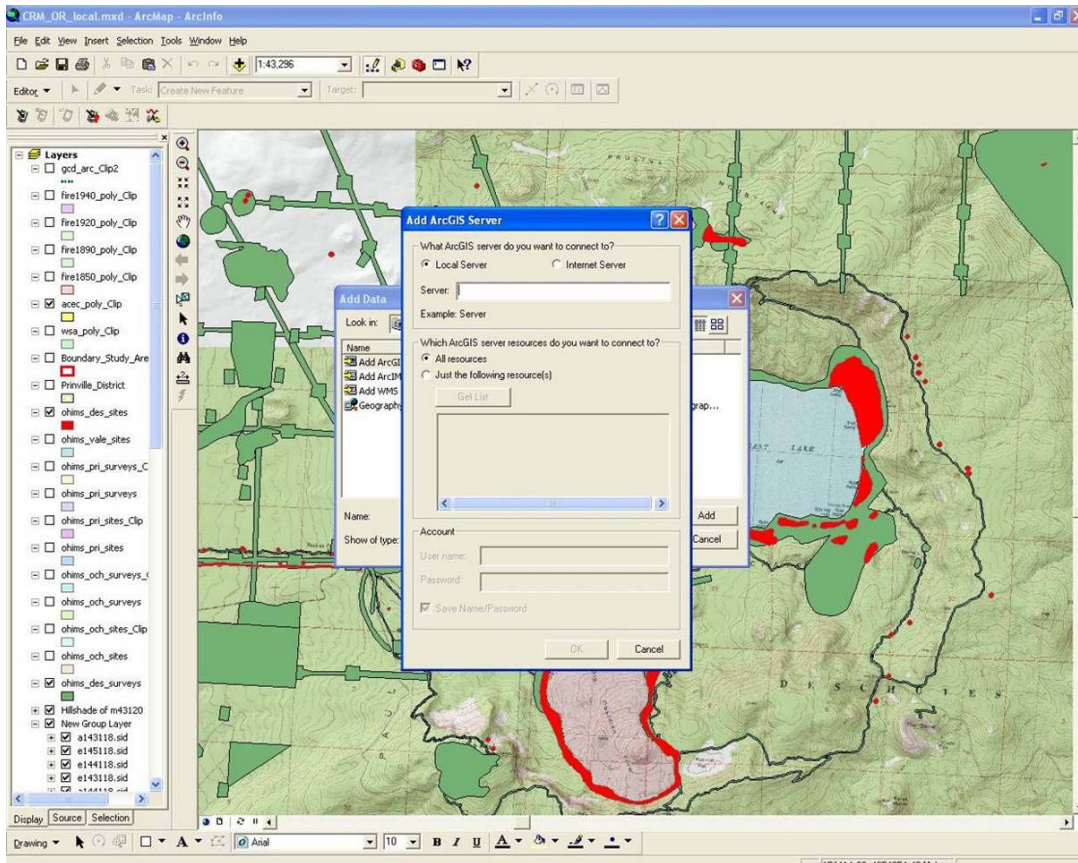 CRM_OR_local.mxd - ArcMap - ArcInfo
File Edit View Insert Selection Tools Window Help
1:43,296
Editor Task: Create New Feature Target:
Layers
gcd_arc_Clip2
fire1940_poly_Clip
fire1920_poly_Clip
fire1890_poly_Clip
fire1850_poly_Clip
acec_poly_Clip
wsa_poly_Clip
Boundary_Study_Are
Prinville_District
ohims_des_sites
ohims_vale_sites
ohims_pri_surveys_C
ohims_pri_surveys
ohims_pri_sites_Clip
ohims_pri_sites
ohims_och_surveys_
ohims_och_surveys
ohims_och_sites_Clip
ohims_och_sites
ohims_des_surveys
Hillshade of m43120
New Group Layer
a143118.sid
e145118.sid
e144118.sid
e143118.sid
a144118.sid
Display Source Selection
Drawing A Arial 10 B I U A
Add Data
Look in:
Name
Add ArcGI
Add ArcIM
Add WMS
Geography
grap...
Name:
Show of type:
Add
Cancel
Add ArcGIS Server
What ArcGIS server do you want to connect to?
Local Server Internet Server
Server:
Example: Server
Which ArcGIS server resources do you want to connect to?
All resources
Just the following resource(s)
Get List
Account
User name:
Password:
Save Name/Password
OK Cancel
PAULINA
LAKE
DESCHUTES